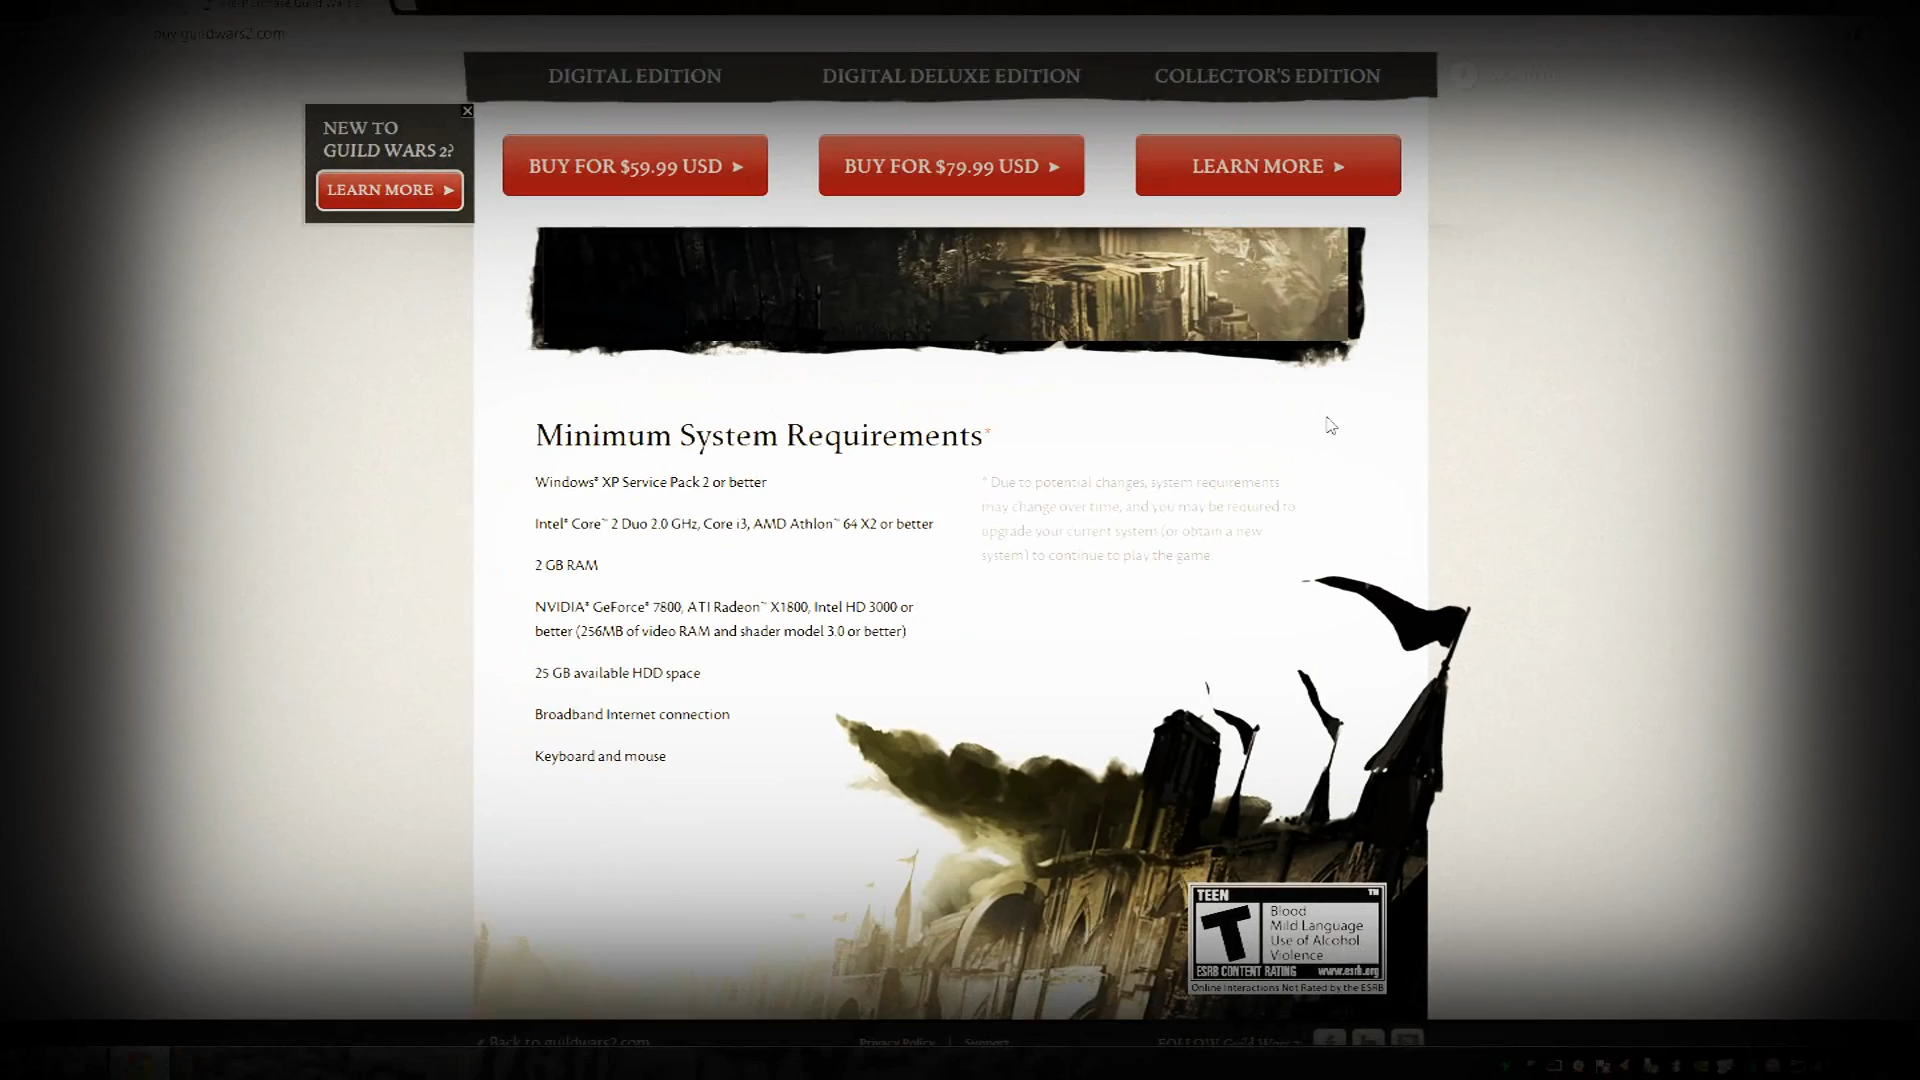 buy.guildwars2.com
DIGITAL EDITION
DIGITAL DELUXE EDITION
COLLECTOR'S EDITION
NEW TO
GUILD WARS 2?
LEARN MORE ►
BUY FOR $59.99 USD ►
BUY FOR $79.99 USD ►
LEARN MORE ►
Minimum System Requirements*
Windows® XP Service Pack 2 or better
Intel® Core™ 2 Duo 2.0 GHz, Core i3, AMD Athlon™ 64 X2 or better
2 GB RAM
NVIDIA® GeForce® 7800, ATI Radeon™ X1800, Intel HD 3000 or
better (256MB of video RAM and shader model 3.0 or better)
25 GB available HDD space
Broadband Internet connection
Keyboard and mouse
* Due to potential changes, system requirements
may change over time, and you may be required to
upgrade your current system (or obtain a new
system) to continue to play the game.
TEEN ™
T
Blood
Mild Language
Use of Alcohol
Violence
ESRB CONTENT RATING www.esrb.org
Online Interactions Not Rated by the ESRB
Back to guildwars2.com
Privacy Policy | Support
FOLLOW Guild Wars 2